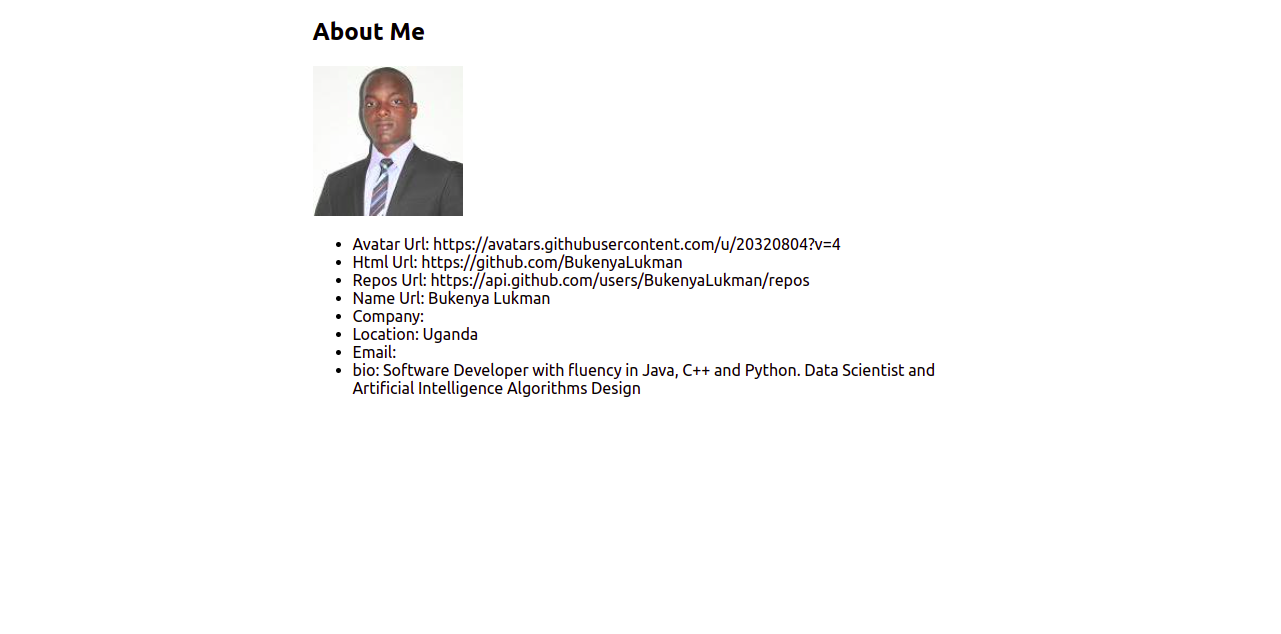 About Me
Avatar Url: https://avatars.githubusercontent.com/u/20320804?v=4
Html Url: https://github.com/BukenyaLukman
Repos Url: https://api.github.com/users/BukenyaLukman/repos
Name Url: Bukenya Lukman
Company:
Location: Uganda
Email:
bio: Software Developer with fluency in Java, C++ and Python. Data Scientist and
Artificial Intelligence Algorithms Design